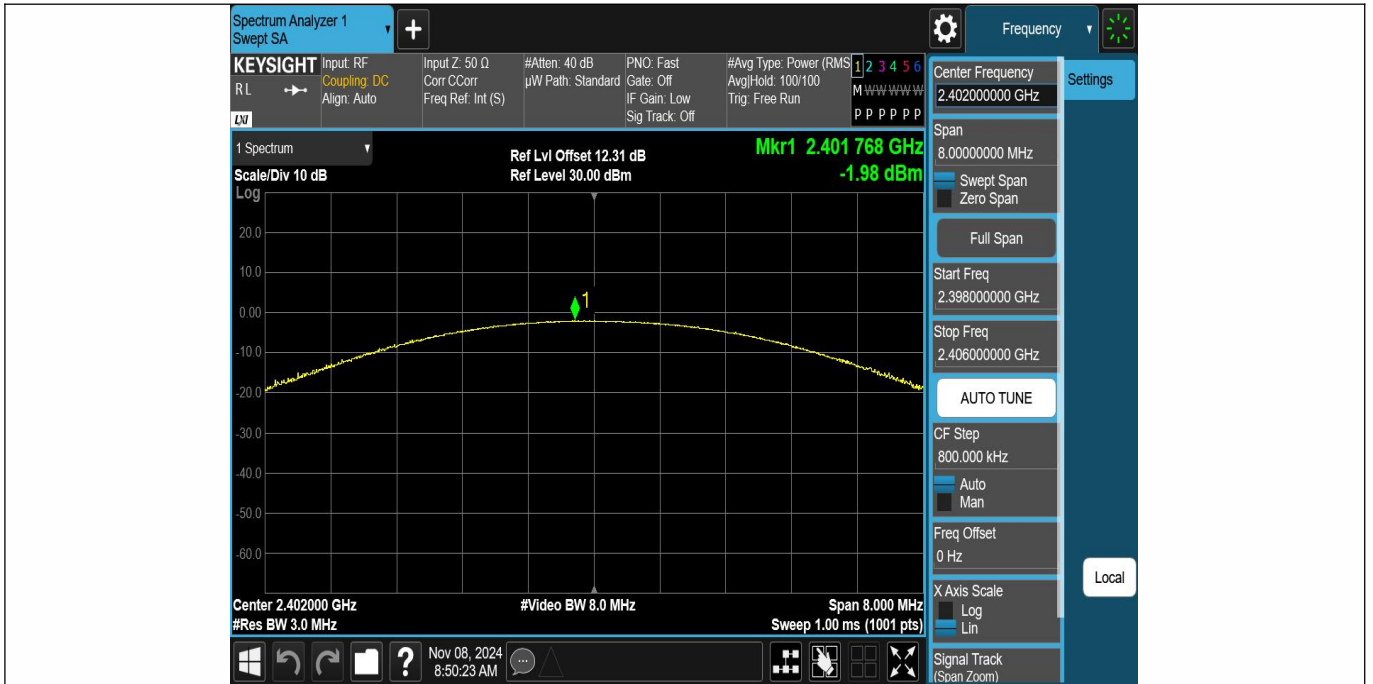 Spectrum Analyzer 1
Swept SA
+
Frequency
KEYSIGHT
R L
LXI
Input: RF
Coupling: DC
Align: Auto
Input Z: 50 Ω
Corr CCorr
Freq Ref: Int (S)
#Atten: 40 dB
µW Path: Standard
PNO: Fast
Gate: Off
IF Gain: Low
Sig Track: Off
#Avg Type: Power (RMS
Avg|Hold: 100/100
Trig: Free Run
1 2 3 4 5 6
M W W W W W
P P P P P P
1 Spectrum
Scale/Div 10 dB
Ref Lvl Offset 12.31 dB
Ref Level 30.00 dBm
Mkr1 2.401 768 GHz
-1.98 dBm
Log
20.0
10.0
0.00
-10.0
-20.0
-30.0
-40.0
-50.0
-60.0
1
Center 2.402000 GHz
#Res BW 3.0 MHz
#Video BW 8.0 MHz
Span 8.000 MHz
Sweep 1.00 ms (1001 pts)
Center Frequency
2.402000000 GHz
Span
8.00000000 MHz
Swept Span
Zero Span
Full Span
Start Freq
2.398000000 GHz
Stop Freq
2.406000000 GHz
AUTO TUNE
CF Step
800.000 kHz
Auto
Man
Freq Offset
0 Hz
X Axis Scale
Log
Lin
Signal Track
(Span Zoom)
Settings
Local
?
Nov 08, 2024
8:50:23 AM